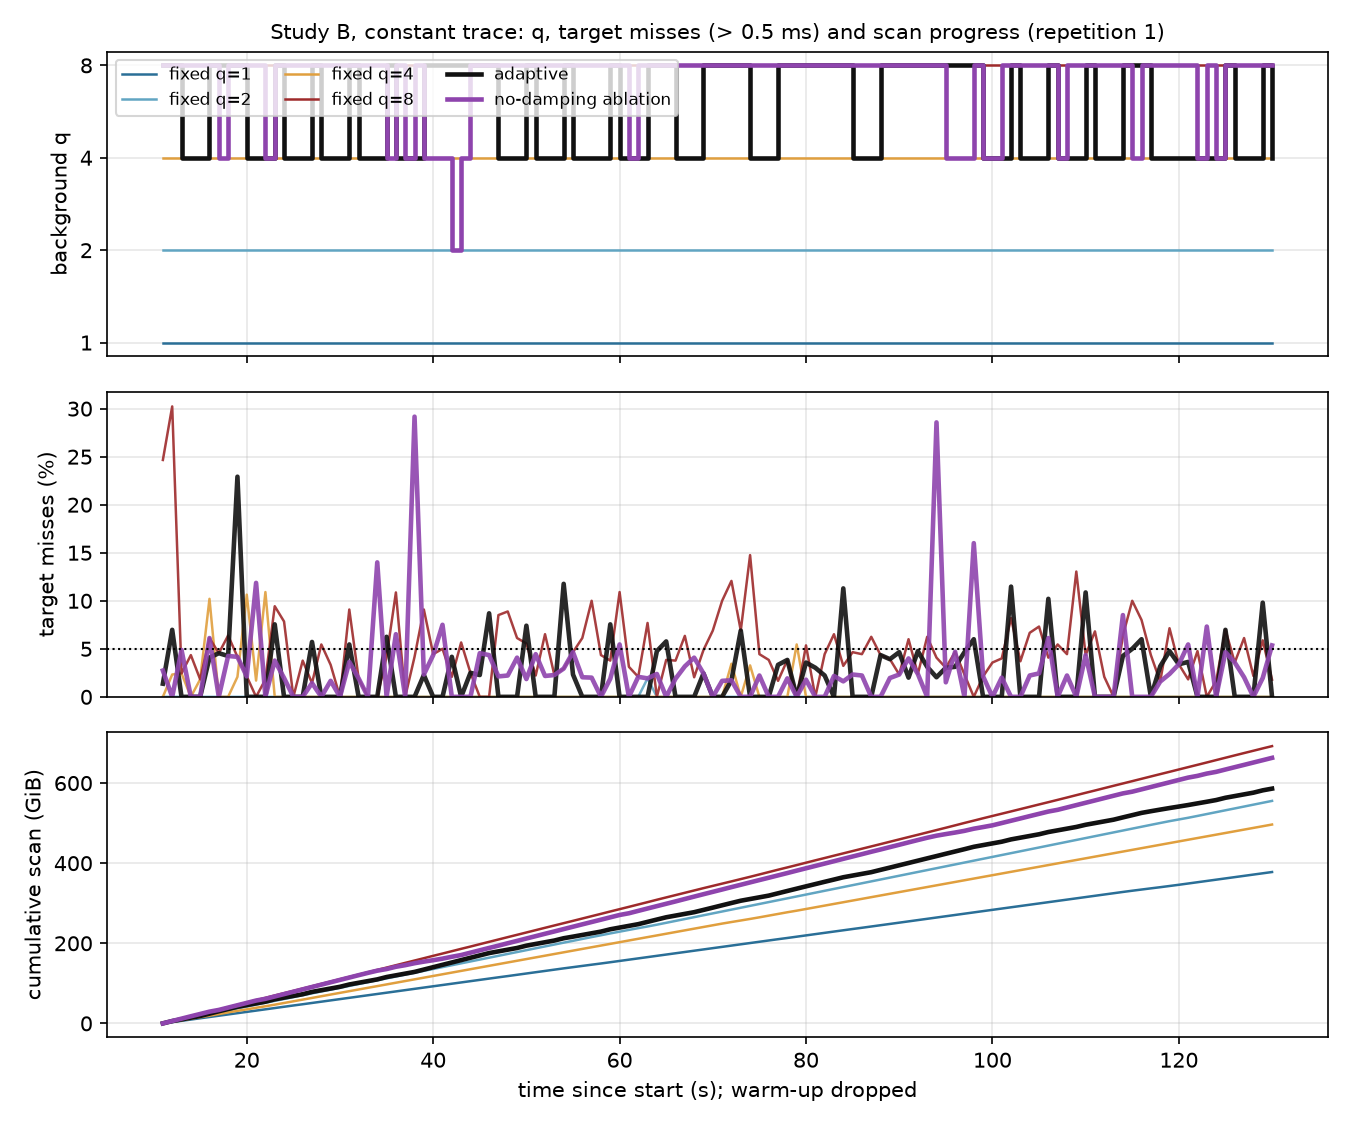 Study B, constant trace: q, target misses (> 0.5 ms) and scan progress (repetition 1)
background q
8
4
2
1
fixed q=1
fixed q=2
fixed q=4
fixed q=8
adaptive
no-damping ablation
target misses (%)
30
25
20
15
10
5
0
cumulative scan (GiB)
600
400
200
0
20 40 60 80 100 120
time since start (s); warm-up dropped